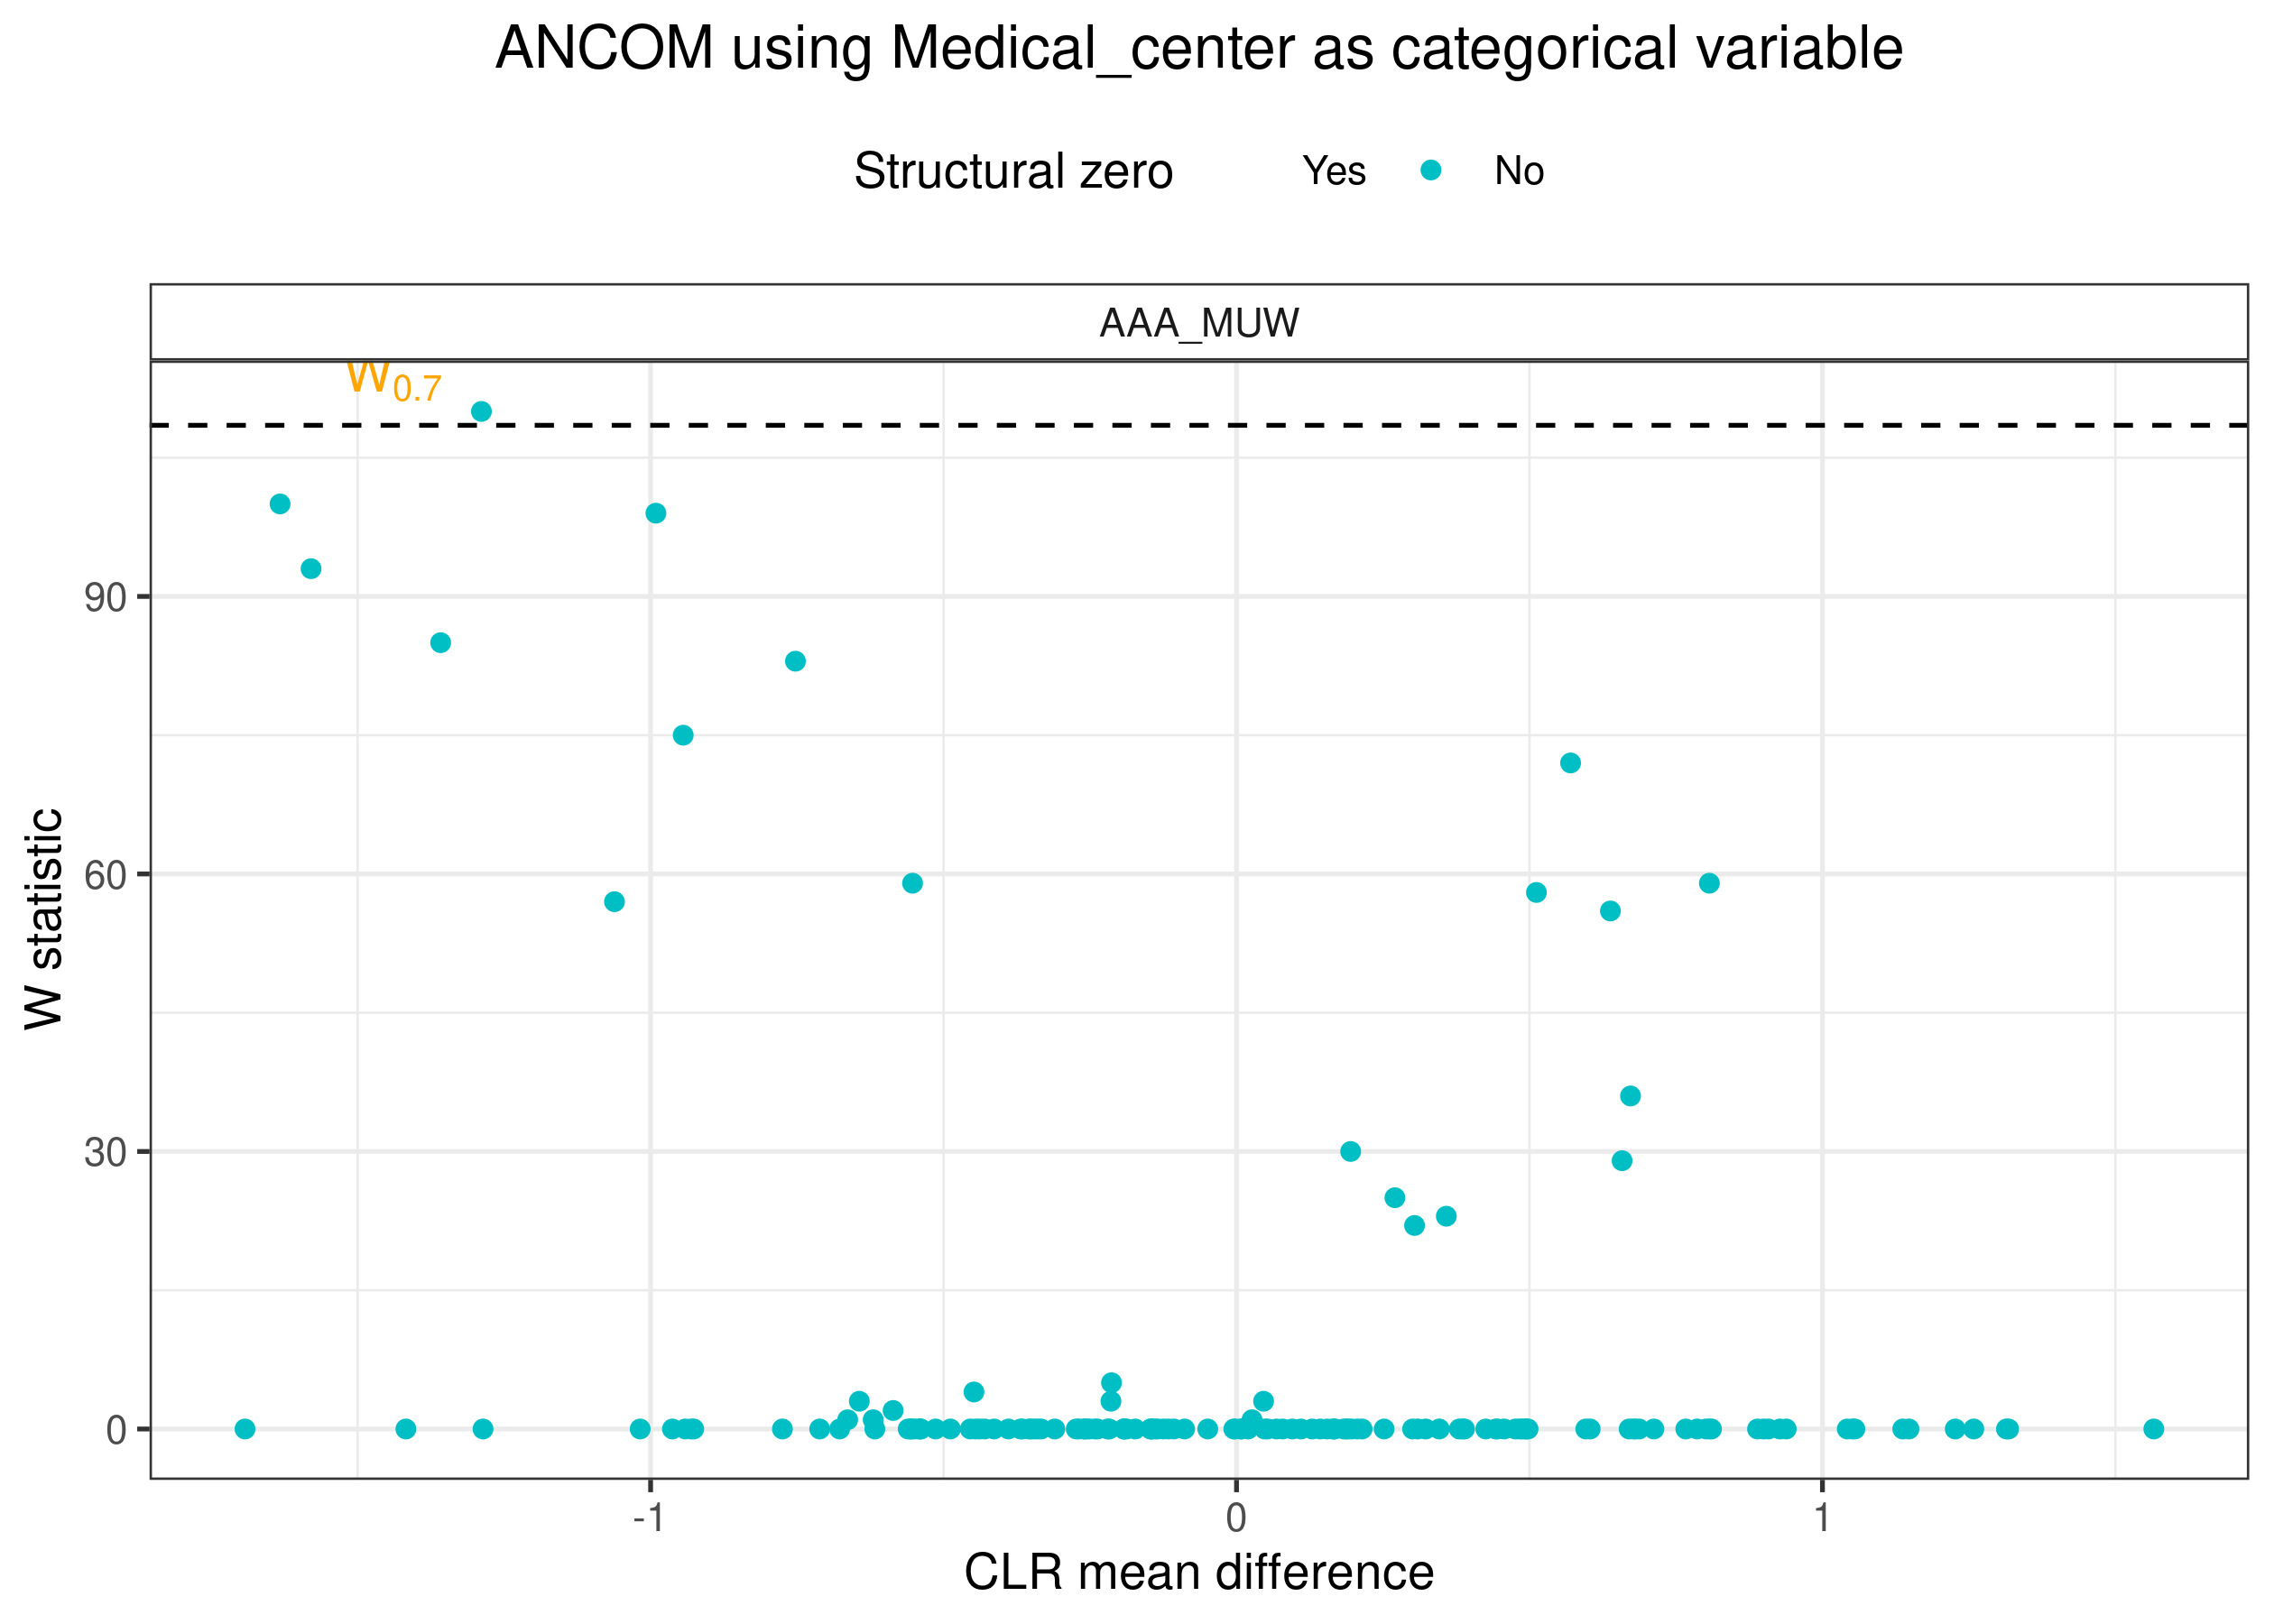 ANCOM using Medical_center as categorical variable
Structural zero Yes No
AAA_MUW
W0.7
90
60
30
0
W statistic
-1 0 1
CLR mean difference